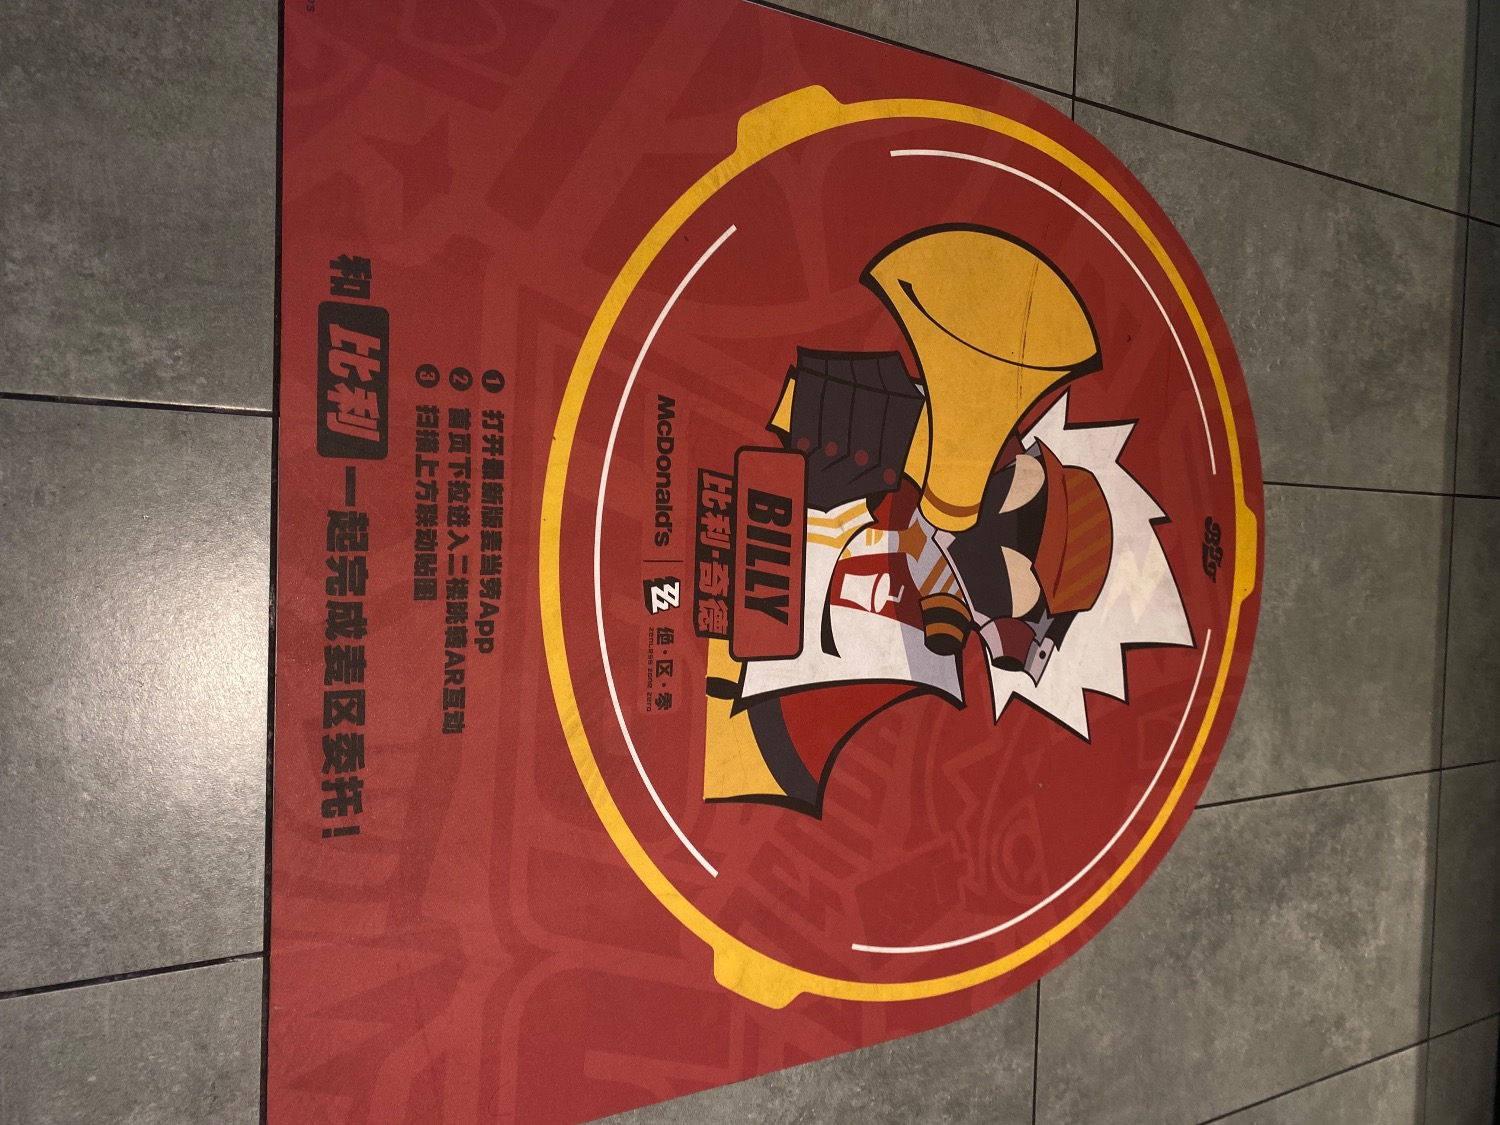 BILLY
比利·奇德
McDonald's
绝·区·零
zenless zone zero
1 打开最新版麦当劳App
2 首页下拉进入二楼跳转AR互动
3 扫描上方联动贴图
和比利一起完成麦区委托！